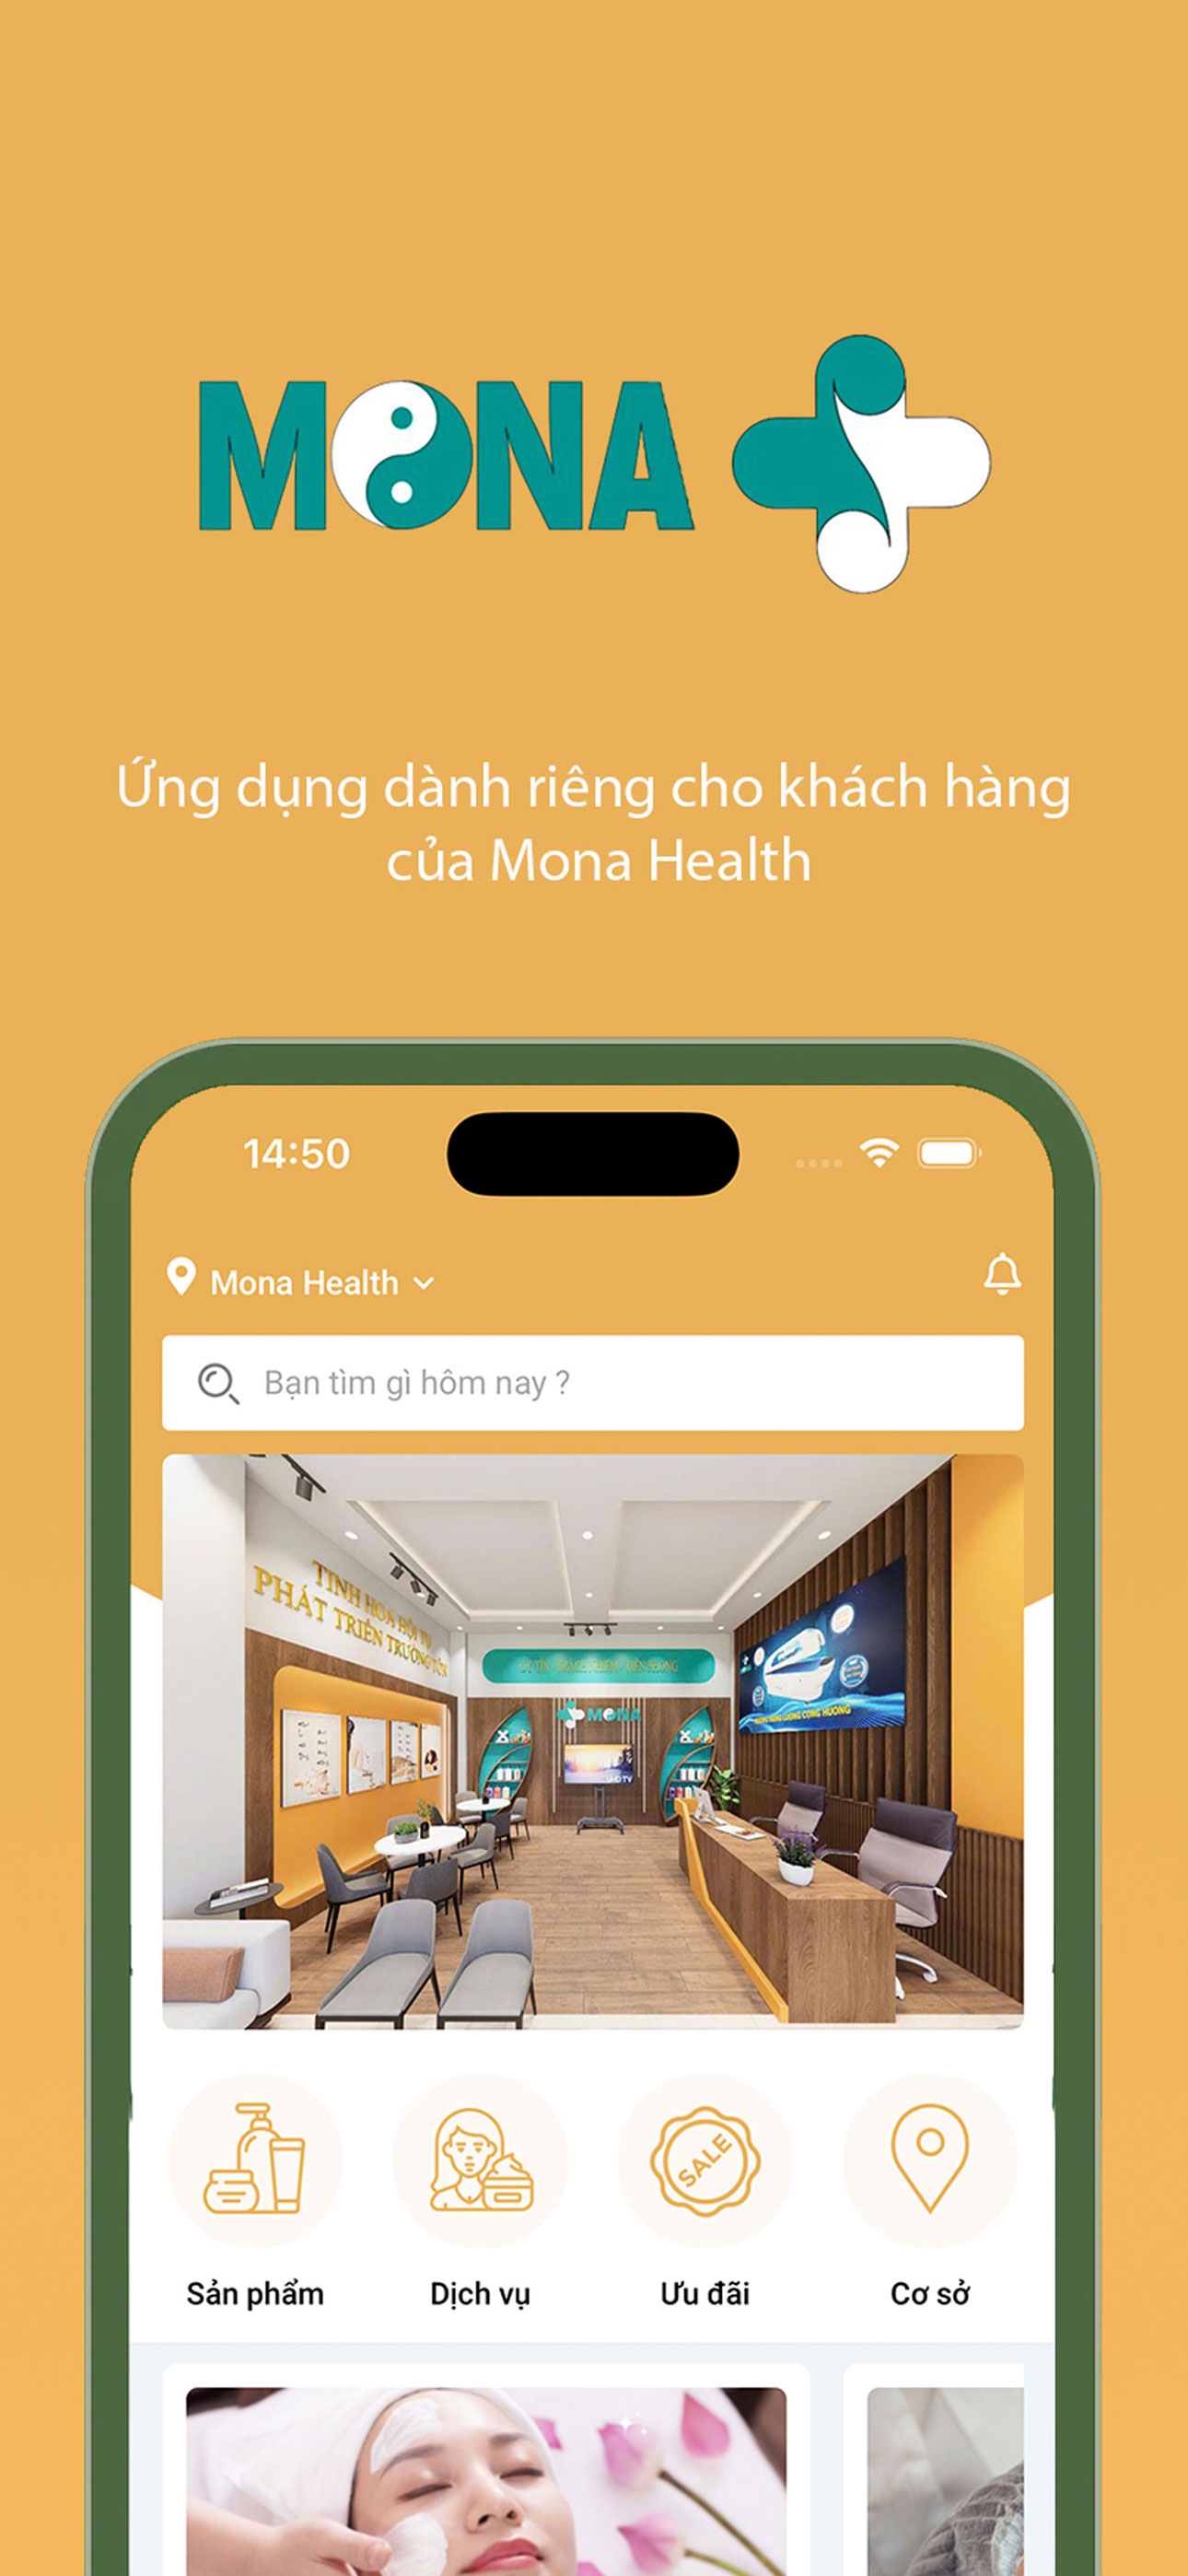 MONA
Ứng dụng dành riêng cho khách hàng
của Mona Health
14:50
Mona Health
Bạn tìm gì hôm nay ?
TINH HOA HỘI TỤ
PHÁT TRIỂN TRƯỜNG TỒN
MONA
SALE
Sản phẩm
Dịch vụ
Ưu đãi
Cơ sở